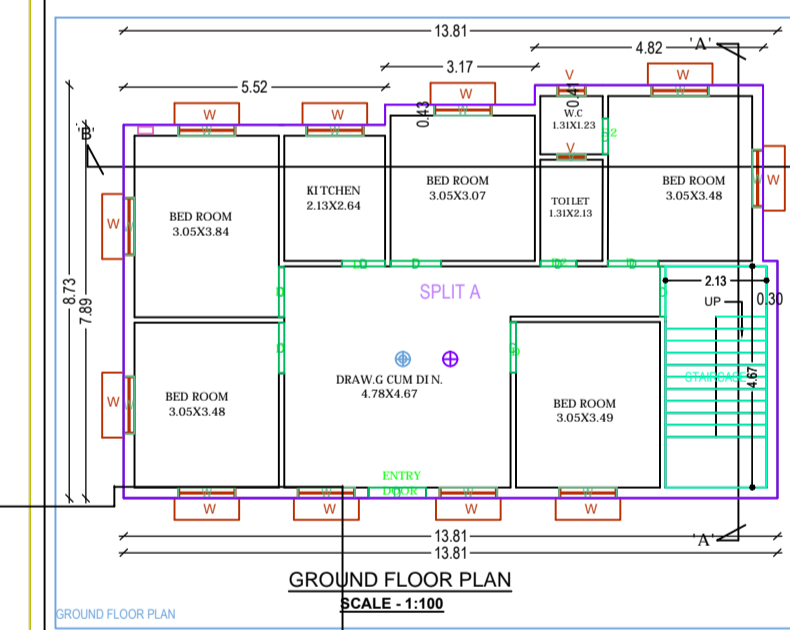 13.81
4.82
'A'
3.17
5.52
V
W
W
W
W
0.43
0.41
W.C
1.31X1.23
D2
'B'
V
W
KITCHEN
2.13X2.64
BED ROOM
3.05X3.07
BED ROOM
3.05X3.48
TOILET
1.31X2.13
BED ROOM
3.05X3.84
W
D
D
D
D
D
8.73
7.89
SPLIT A
2.13
UP
0.30
STAIRCASE
4.67
D
D
DRAW.G CUM DIN.
4.78X4.67
BED ROOM
3.05X3.48
W
BED ROOM
3.05X3.49
ENTRY
DOOR
W
W
W
W
W
W
W
W
13.81
'A'
13.81
GROUND FLOOR PLAN
SCALE - 1:100
GROUND FLOOR PLAN